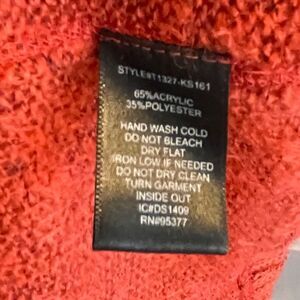 STYLE#T1327-KS161
65%ACRYLIC
35%POLYESTER
HAND WASH COLD
DO NOT BLEACH
DRY FLAT
IRON LOW IF NEEDED
DO NOT DRY CLEAN
TURN GARMENT
INSIDE OUT
IC#DS1409
RN#95377